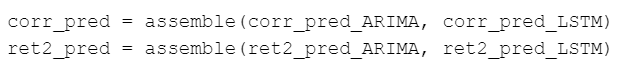 corr_pred = assemble(corr_pred_ARIMA, corr_pred_LSTM)
ret2_pred = assemble(ret2_pred_ARIMA, ret2_pred_LSTM)